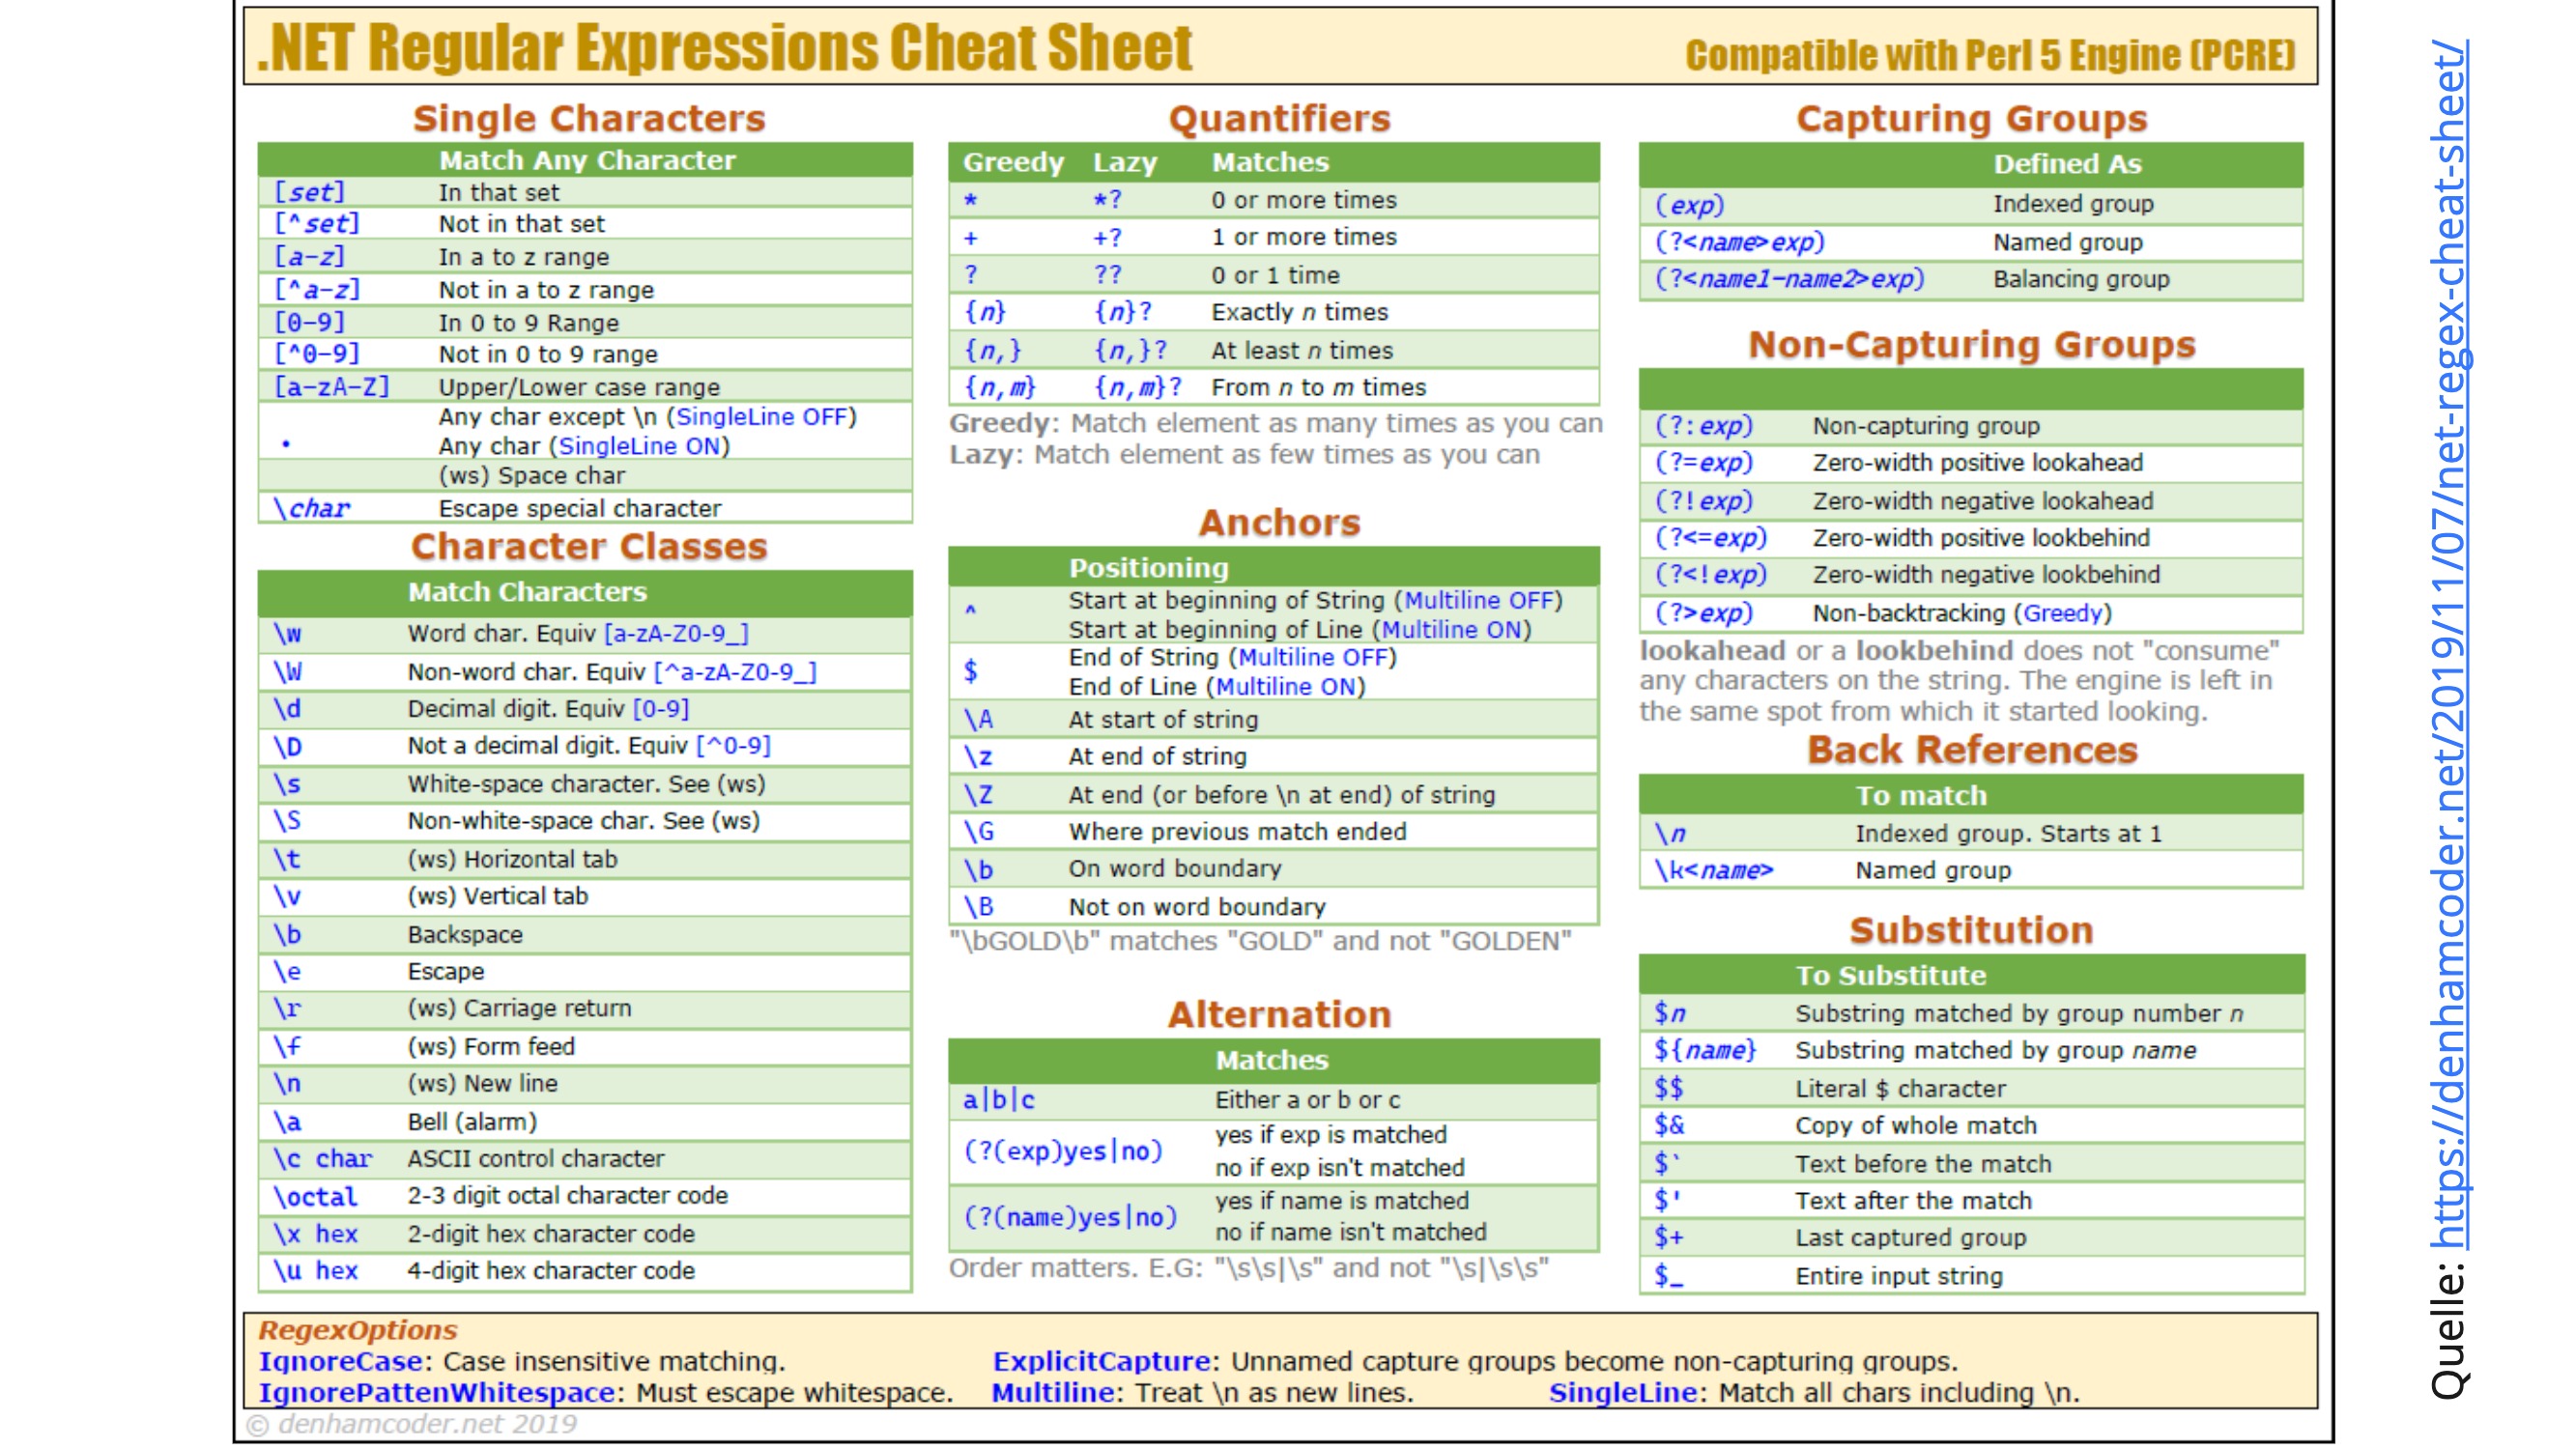 .NET Regular Expressions Cheat Sheet
Compatible with Perl 5 Engine (PCRE)
Single Characters
Match Any Character
[set] In that set
[^set] Not in that set
[a-z] In a to z range
[^a-z] Not in a to z range
[0-9] In 0 to 9 Range
[^0-9] Not in 0 to 9 range
[a-zA-Z] Upper/Lower case range
Any char except \n (SingleLine OFF)
. Any char (SingleLine ON)
(ws) Space char
\char Escape special character
Character Classes
Match Characters
\w Word char. Equiv [a-zA-Z0-9_]
\W Non-word char. Equiv [^a-zA-Z0-9_]
\d Decimal digit. Equiv [0-9]
\D Not a decimal digit. Equiv [^0-9]
\s White-space character. See (ws)
\S Non-white-space char. See (ws)
\t (ws) Horizontal tab
\v (ws) Vertical tab
\b Backspace
\e Escape
\r (ws) Carriage return
\f (ws) Form feed
\n (ws) New line
\a Bell (alarm)
\c char ASCII control character
\octal 2-3 digit octal character code
\x hex 2-digit hex character code
\u hex 4-digit hex character code
Quantifiers
Greedy Lazy Matches
* *? 0 or more times
+ +? 1 or more times
? ?? 0 or 1 time
{n} {n}? Exactly n times
{n,} {n,}? At least n times
{n,m} {n,m}? From n to m times
Greedy: Match element as many times as you can
Lazy: Match element as few times as you can
Anchors
Positioning
^ Start at beginning of String (Multiline OFF)
Start at beginning of Line (Multiline ON)
$ End of String (Multiline OFF)
End of Line (Multiline ON)
\A At start of string
\z At end of string
\Z At end (or before \n at end) of string
\G Where previous match ended
\b On word boundary
\B Not on word boundary
"\bGOLD\b" matches "GOLD" and not "GOLDEN"
Alternation
Matches
a|b|c Either a or b or c
(?(exp)yes|no) yes if exp is matched
no if exp isn't matched
(?(name)yes|no) yes if name is matched
no if name isn't matched
Order matters. E.G: "\s\s|\s" and not "\s|\s\s"
Capturing Groups
Defined As
(exp) Indexed group
(?<name>exp) Named group
(?<name1-name2>exp) Balancing group
Non-Capturing Groups
(?:exp) Non-capturing group
(?=exp) Zero-width positive lookahead
(?!exp) Zero-width negative lookahead
(?<=exp) Zero-width positive lookbehind
(?<!exp) Zero-width negative lookbehind
(?>exp) Non-backtracking (Greedy)
lookahead or a lookbehind does not "consume"
any characters on the string. The engine is left in
the same spot from which it started looking.
Back References
To match
\n Indexed group. Starts at 1
\k<name> Named group
Substitution
To Substitute
$n Substring matched by group number n
${name} Substring matched by group name
$$ Literal $ character
$& Copy of whole match
$` Text before the match
$' Text after the match
$+ Last captured group
$_ Entire input string
RegexOptions
IgnoreCase: Case insensitive matching. ExplicitCapture: Unnamed capture groups become non-capturing groups.
IgnorePattenWhitespace: Must escape whitespace. Multiline: Treat \n as new lines. SingleLine: Match all chars including \n.
© denhamcoder.net 2019
Quelle: https://denhamcoder.net/2019/11/07/net-regex-cheat-sheet/